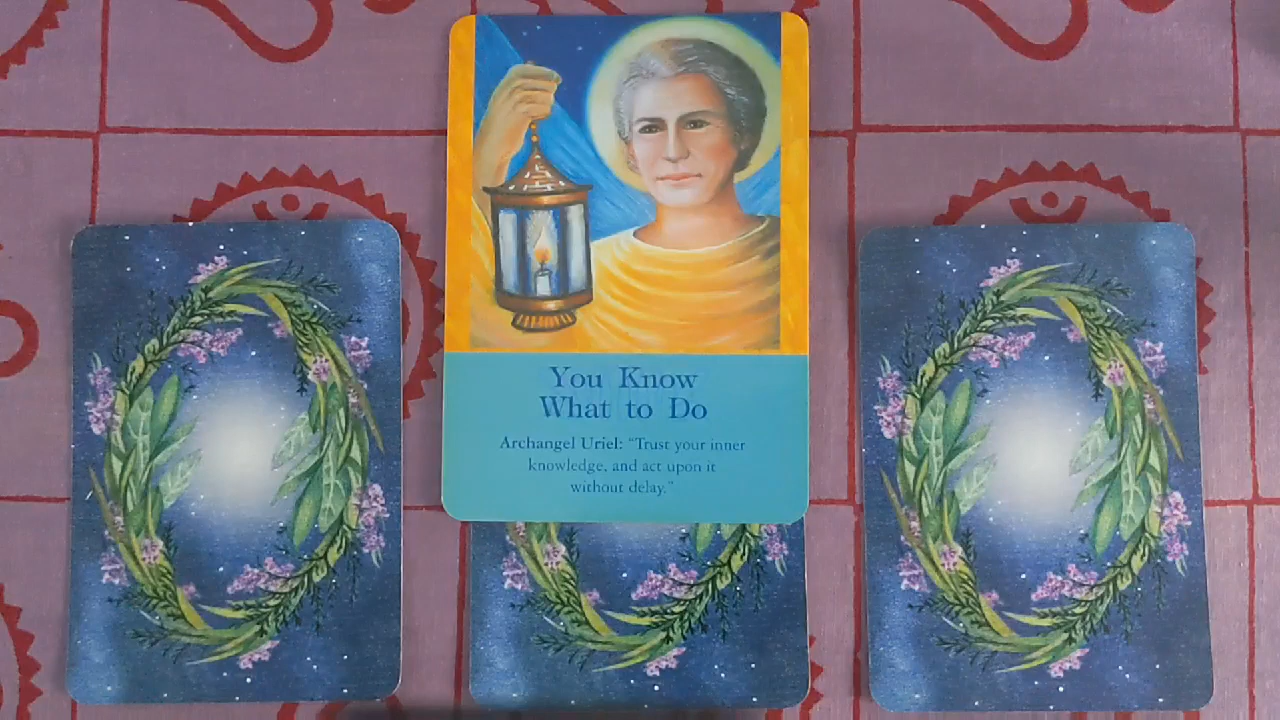 You Know
What to Do
Archangel Uriel: “Trust your inner
knowledge, and act upon it
without delay.”